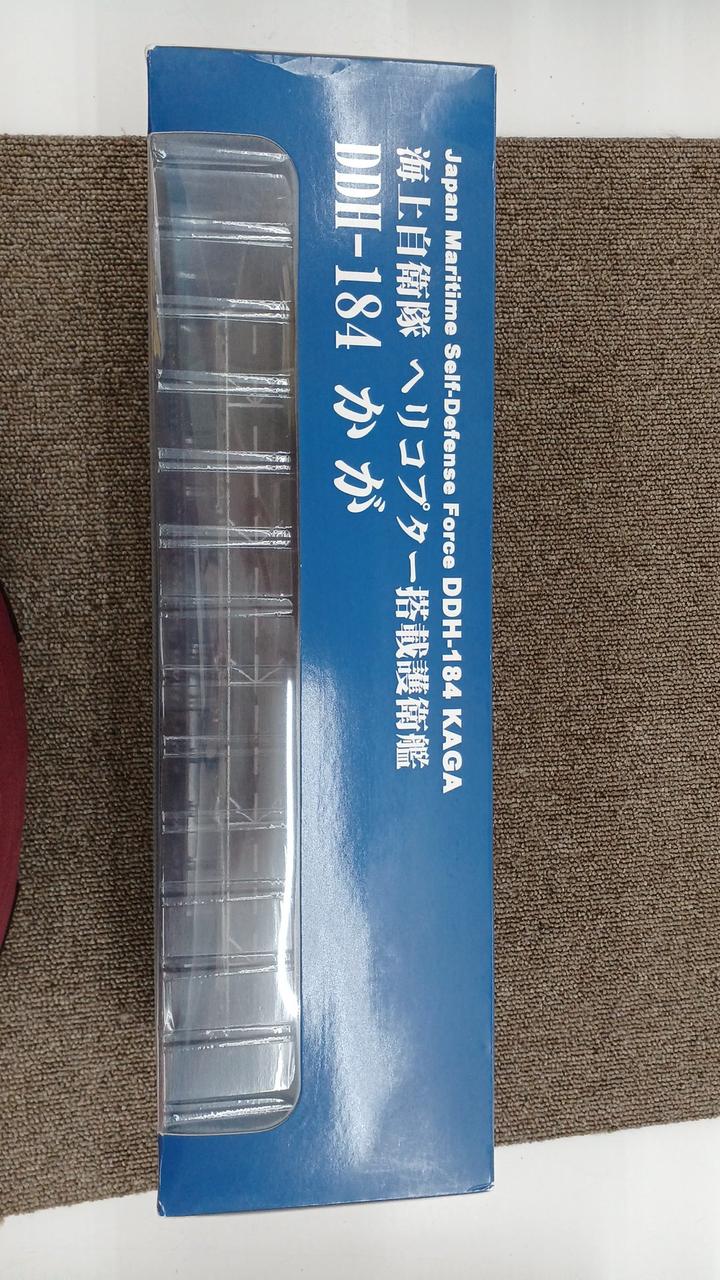 Japan Maritime Self-Defense Force DDH-184 KAGA
海上自衛隊 ヘリコプター搭載護衛艦
DDH-184 かが